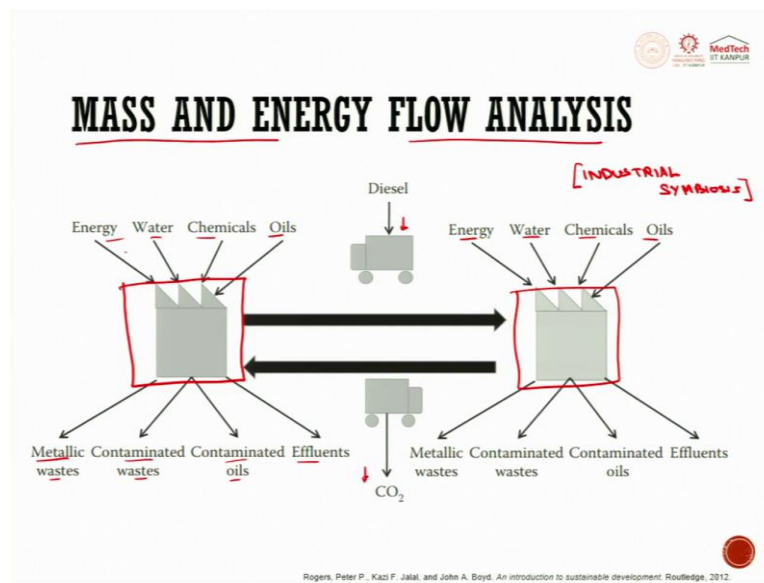 MedTech
IIT KANPUR
MASS AND ENERGY FLOW ANALYSIS
[INDUSTRIAL
SYMBIOSIS]
Diesel
Energy Water Chemicals Oils
Energy Water Chemicals Oils
Metallic Contaminated Contaminated Effluents
wastes wastes oils
Metallic Contaminated Contaminated Effluents
wastes wastes oils
CO₂
Rogers, Peter P., Kazi F. Jalal, and John A. Boyd. An introduction to sustainable development. Routledge, 2012.